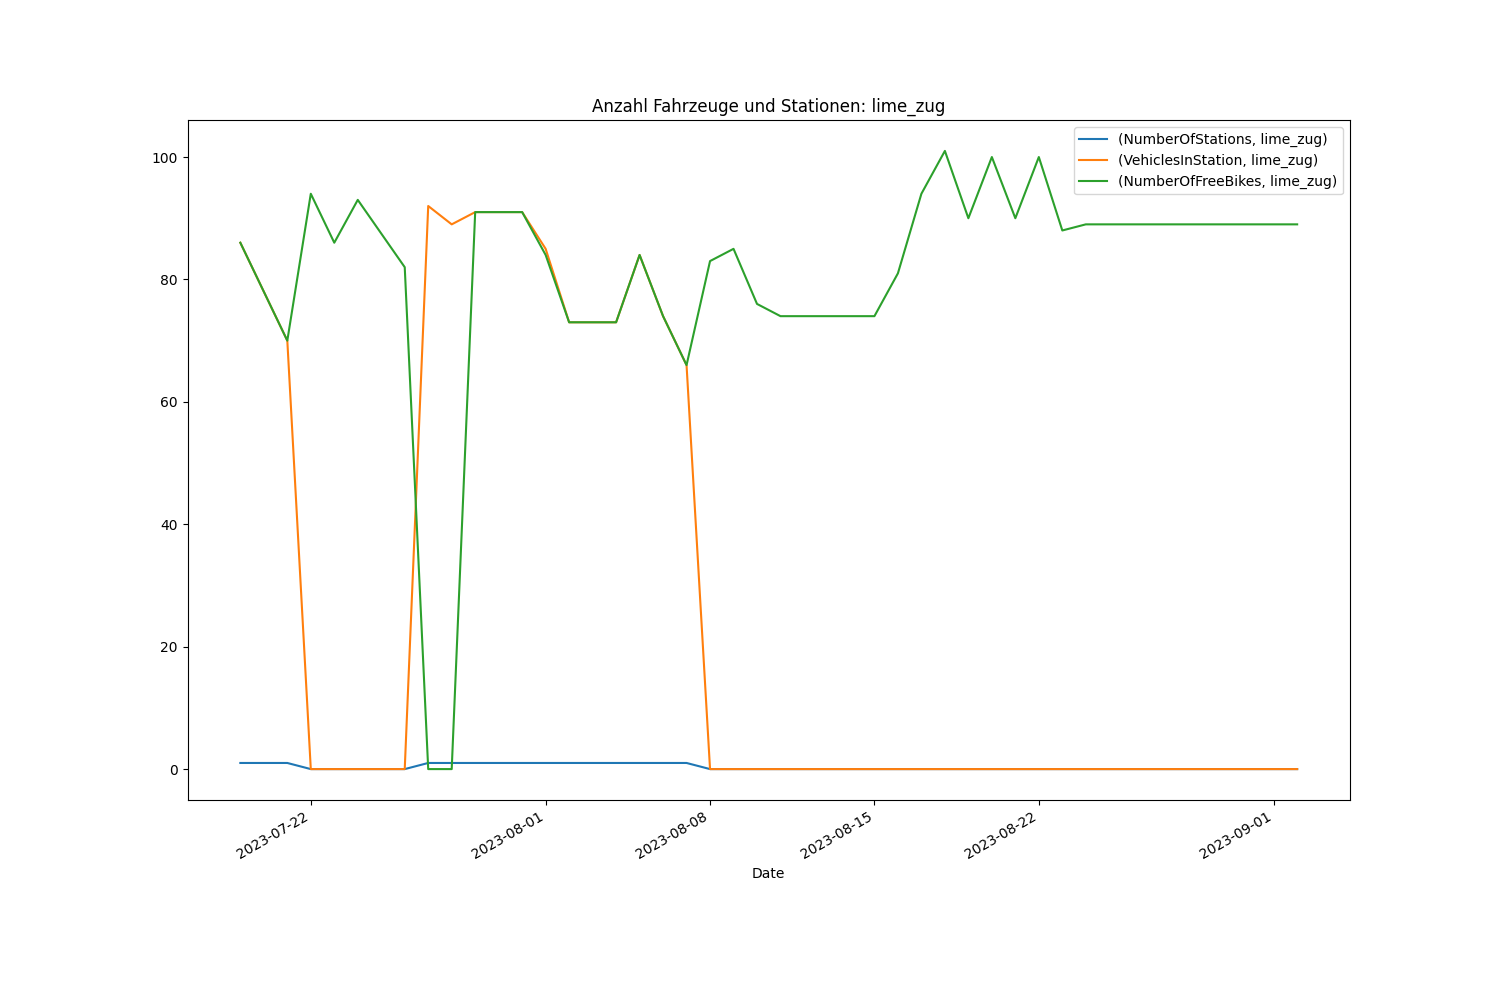 Anzahl Fahrzeuge und Stationen: lime_zug
(NumberOfStations, lime_zug)
(VehiclesInStation, lime_zug)
(NumberOfFreeBikes, lime_zug)
100
80
60
40
20
0
2023-07-22
2023-08-01
2023-08-08
2023-08-15
2023-08-22
2023-09-01
Date